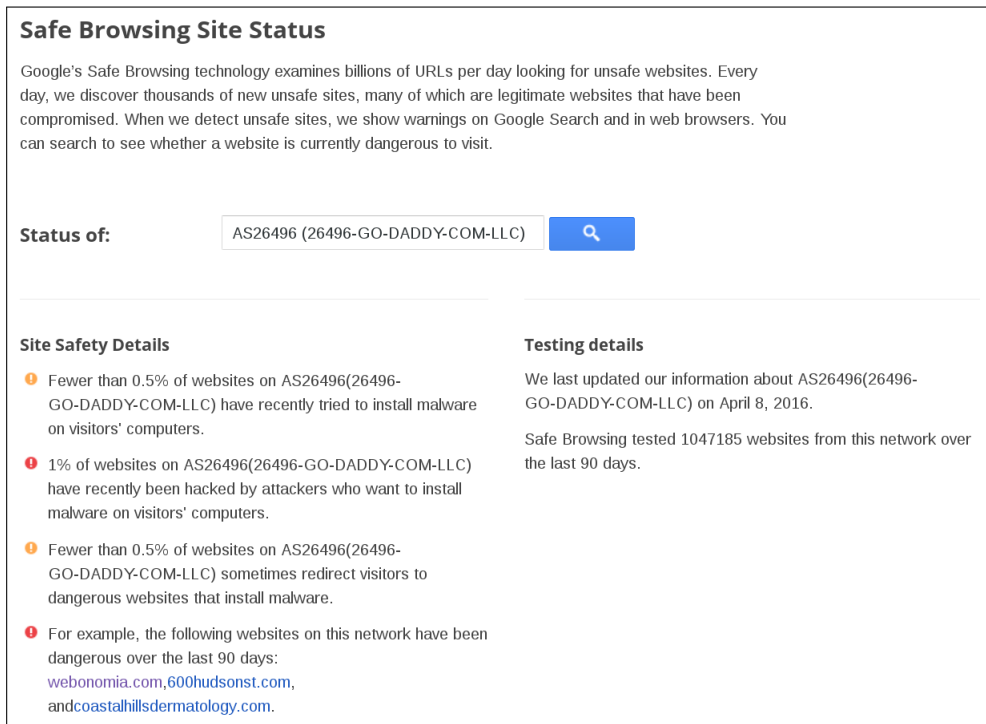 Safe Browsing Site Status
Google's Safe Browsing technology examines billions of URLs per day looking for unsafe websites. Every
day, we discover thousands of new unsafe sites, many of which are legitimate websites that have been
compromised. When we detect unsafe sites, we show warnings on Google Search and in web browsers. You
can search to see whether a website is currently dangerous to visit.
Status of:
AS26496 (26496-GO-DADDY-COM-LLC)
Site Safety Details
Fewer than 0.5% of websites on AS26496(26496-
GO-DADDY-COM-LLC) have recently tried to install malware
on visitors' computers.
1% of websites on AS26496(26496-GO-DADDY-COM-LLC)
have recently been hacked by attackers who want to install
malware on visitors' computers.
Fewer than 0.5% of websites on AS26496(26496-
GO-DADDY-COM-LLC) sometimes redirect visitors to
dangerous websites that install malware.
For example, the following websites on this network have been
dangerous over the last 90 days:
webonomia.com,600hudsonst.com,
andcoastalhillsdermatology.com.
Testing details
We last updated our information about AS26496(26496-
GO-DADDY-COM-LLC) on April 8, 2016.
Safe Browsing tested 1047185 websites from this network over
the last 90 days.